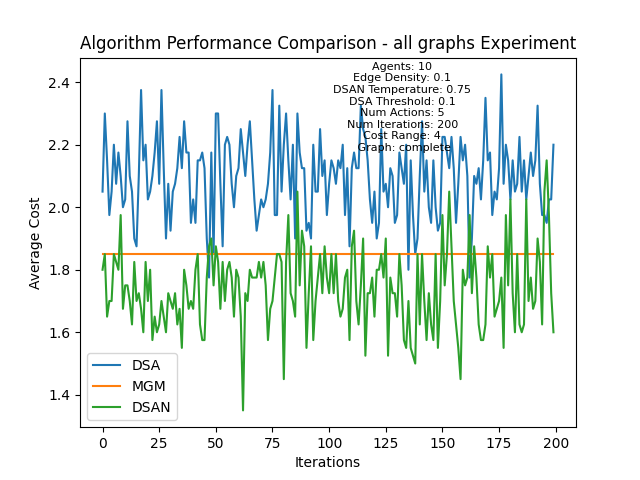 Algorithm Performance Comparison - all graphs Experiment
Agents: 10
Edge Density: 0.1
DSAN Temperature: 0.75
DSA Threshold: 0.1
Num Actions: 5
Num Iterations: 200
Cost Range: 4
Graph: complete
Average Cost
2.4
2.2
2.0
1.8
1.6
1.4
DSA
MGM
DSAN
0 25 50 75 100 125 150 175 200
Iterations